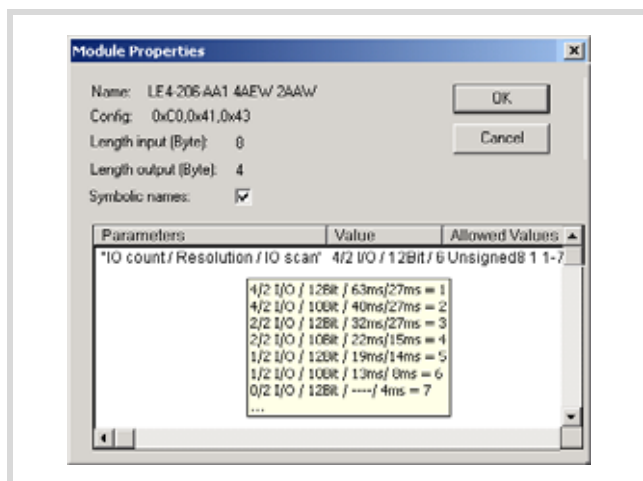 Module Properties
Name: LE4-206-AA1 4AEW 2AAW
Config: 0xC0,0x41,0x43
Length input (Byte): 8
Length output (Byte): 4
Symbolic names:
OK
Cancel
Parameters Value Allowed Values
"IO count / Resolution / IO scan" 4/2 I/O / 12Bit / 6 Unsigned8 1 1-7
4/2 I/O / 12Bit / 63ms/27ms = 1
4/2 I/O / 10Bit / 40ms/27ms = 2
2/2 I/O / 12Bit / 32ms/27ms = 3
2/2 I/O / 10Bit / 22ms/15ms = 4
1/2 I/O / 12Bit / 19ms/14ms = 5
1/2 I/O / 10Bit / 13ms/ 8ms = 6
0/2 I/O / 12Bit / ----/ 4ms = 7
...